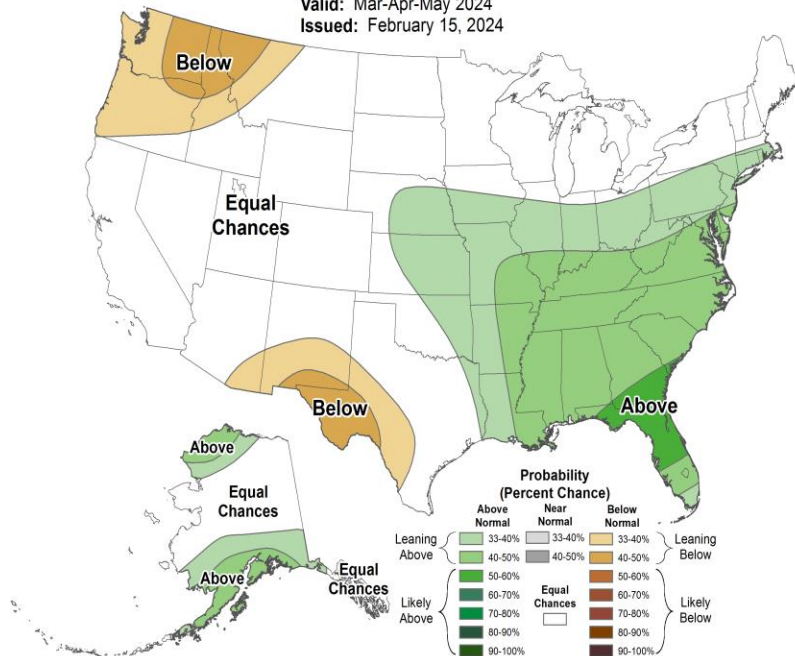 Valid: Mar-Apr-May 2024
Issued: February 15, 2024
Below
Equal
Chances
Below
Above
Above
Equal
Chances
Above
Equal
Chances
Probability
(Percent Chance)
Above
Normal
Near
Normal
Below
Normal
Leaning
Above
33-40%
33-40%
33-40%
Leaning
Below
40-50%
40-50%
40-50%
Likely
Above
50-60%
Equal
Chances
50-60%
Likely
Below
60-70%
60-70%
70-80%
70-80%
80-90%
80-90%
90-100%
90-100%